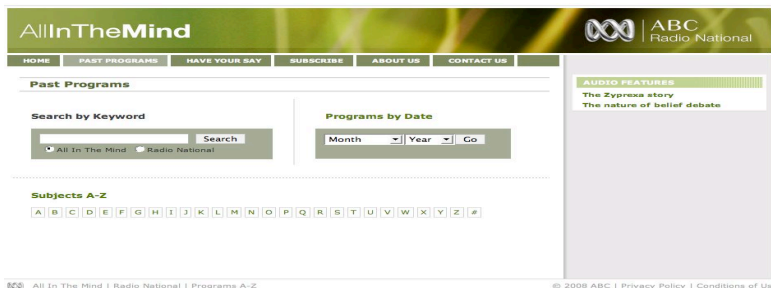 AllInTheMind
ABC
Radio National
HOME PAST PROGRAMS HAVE YOUR SAY SUBSCRIBE ABOUT US CONTACT US
Past Programs
AUDIO FEATURES
The Zyprexa story
The nature of belief debate
Search by Keyword
Search
All In The Mind Radio National
Programs by Date
Month Year Go
Subjects A-Z
A B C D E F G H I J K L M N O P Q R S T U V W X Y Z #
All In The Mind | Radio National | Programs A-Z
© 2008 ABC | Privacy Policy | Conditions of Us